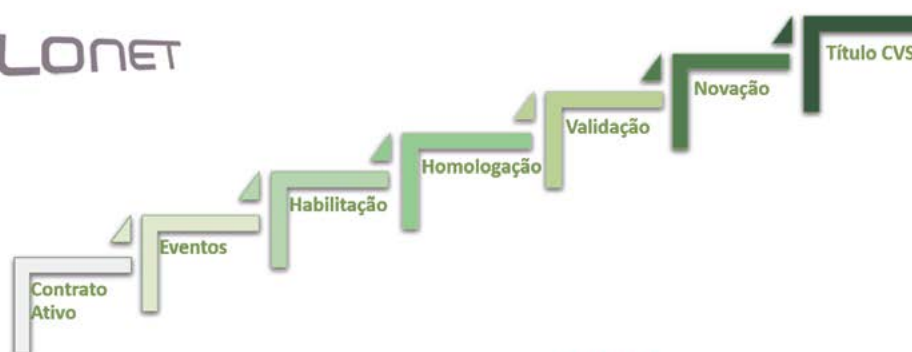 LONET
Título CVS
Novação
Validação
Homologação
Habilitação
Eventos
Contrato
Ativo